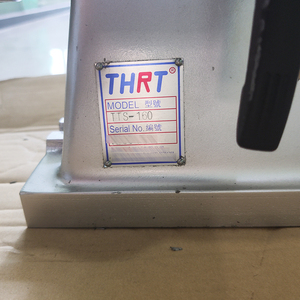 THRT®
MODEL 型號
TTS-160
Serial No. 編號